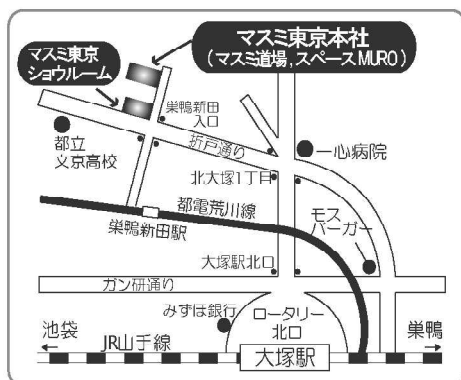 マスミ東京
ショウルーム
マスミ東京本社
(マスミ道場,スペースMURO)
巣鴨新田
入口
都立
文京高校
折戸通り
一心病院
北大塚1丁目
都電荒川線
巣鴨新田駅
モス
バーガー
大塚駅北口
ガン研通り
みずほ銀行
ロータリー
北口
池袋
巣鴨
JR山手線
大塚駅